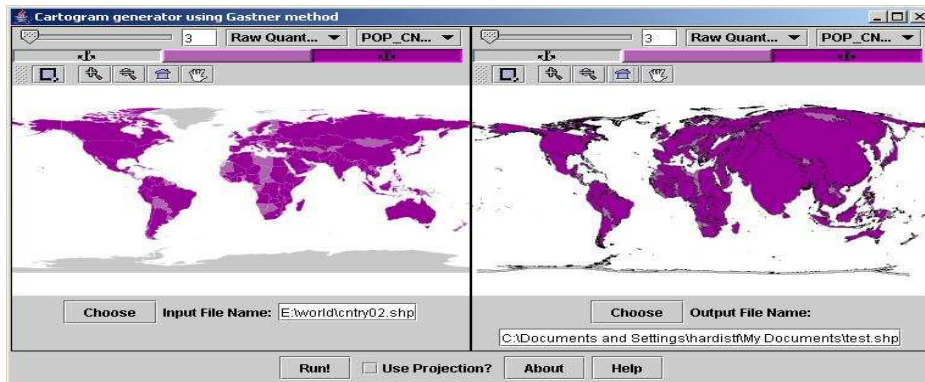 Cartogram generator using Gastner method
3 Raw Quant... POP_CN...
3 Raw Quant... POP_CN...
Choose Input File Name: E:\world\cntry02.shp
Choose Output File Name:
C:\Documents and Settings\hardistf\My Documents\test.shp
Run! Use Projection? About Help